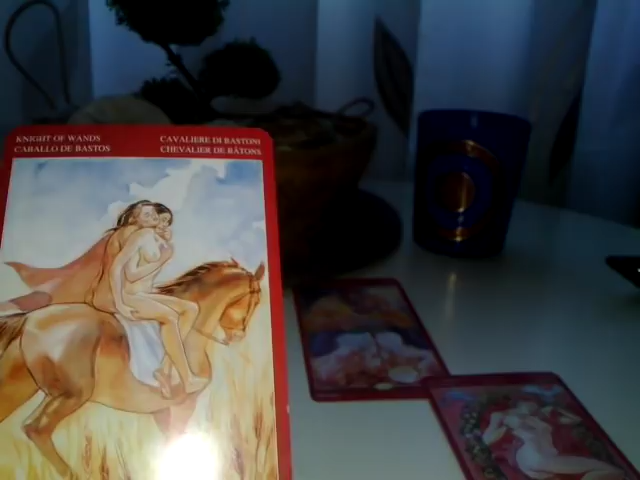 KNIGHT OF WANDS
CABALLO DE BASTOS
CAVALIERE DI BASTONI
CHEVALIER DE BÂTONS